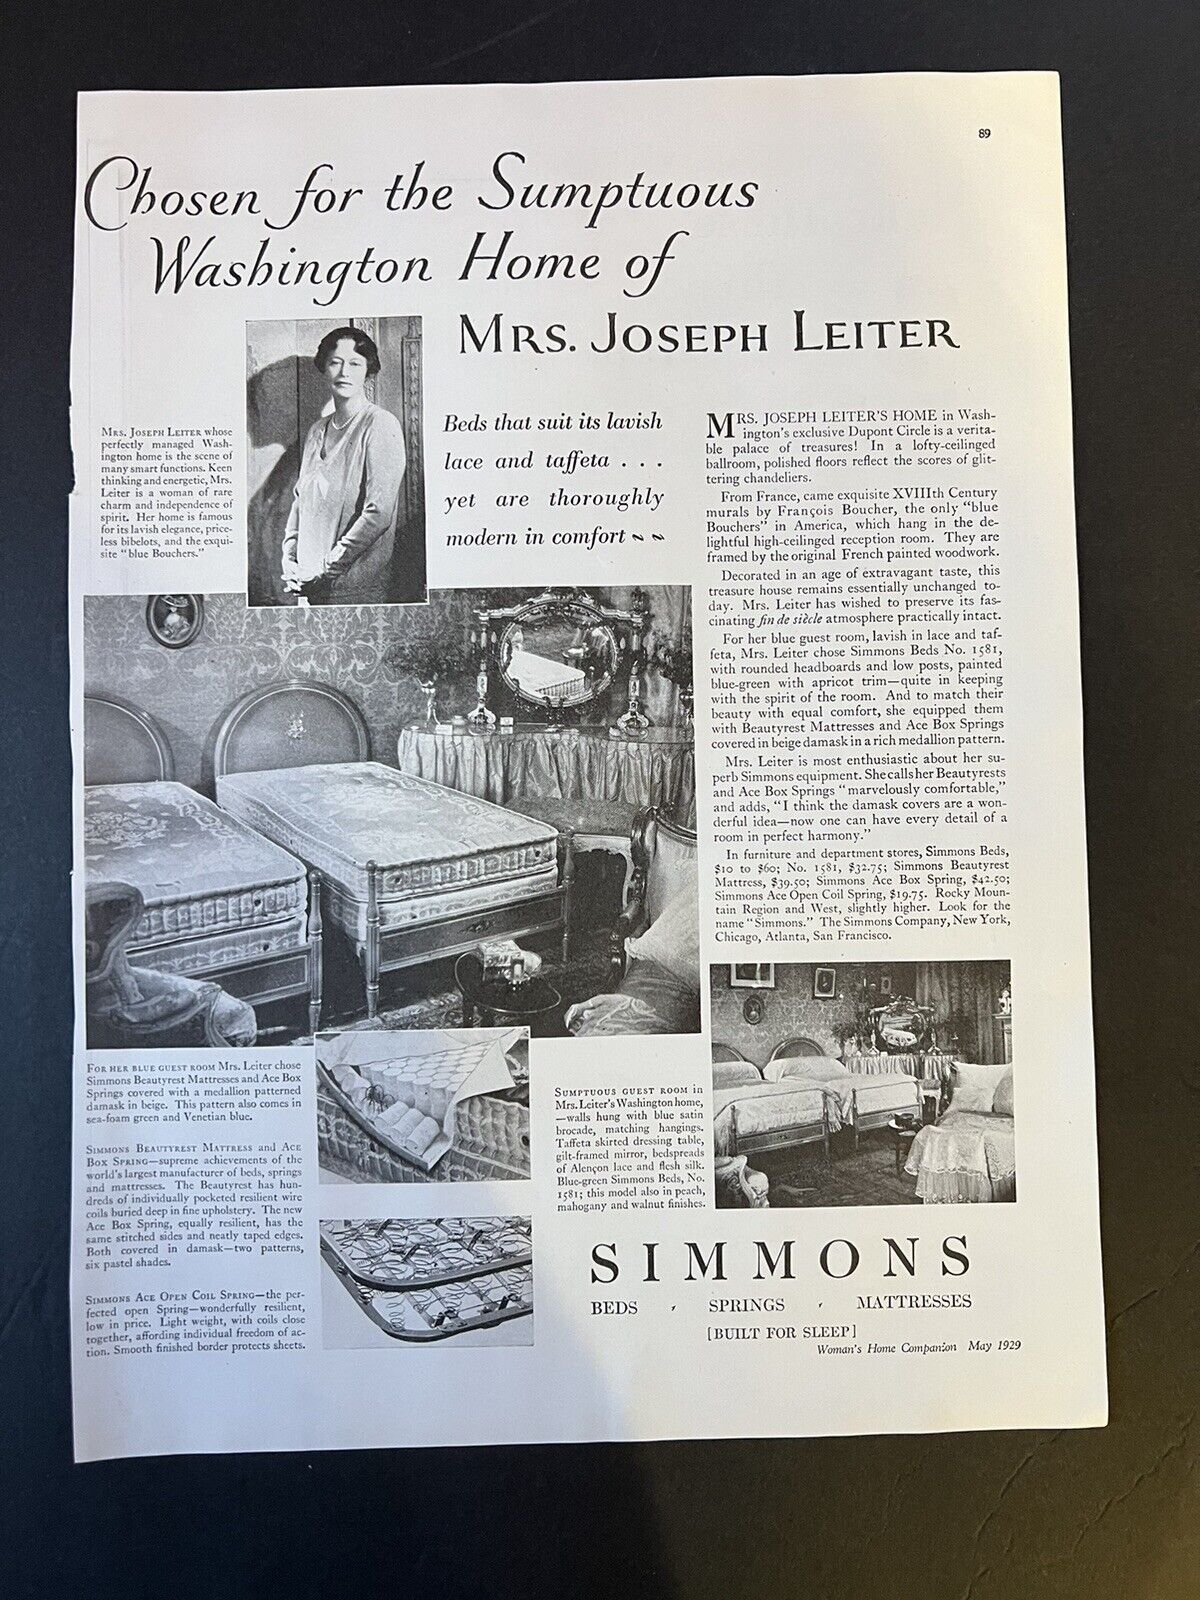 89
Chosen for the Sumptuous
Washington Home of
MRS. JOSEPH LEITER
MRS. JOSEPH LEITER whose
perfectly managed Wash-
ington home is the scene of
many smart functions. Keen
thinking and energetic, Mrs.
Leiter is a woman of rare
charm and independence of
spirit. Her home is famous
for its lavish elegance, price-
less bibelots, and the exqui-
site "blue Bouchers."
Beds that suit its lavish
lace and taffeta . . .
yet are thoroughly
modern in comfort ~ ~
MRS. JOSEPH LEITER'S HOME in Wash-
ington's exclusive Dupont Circle is a verita-
ble palace of treasures! In a lofty-ceilinged
ballroom, polished floors reflect the scores of glit-
tering chandeliers.
From France, came exquisite XVIIIth Century
murals by François Boucher, the only "blue
Bouchers" in America, which hang in the de-
lightful high-ceilinged reception room. They are
framed by the original French painted woodwork.
Decorated in an age of extravagant taste, this
treasure house remains essentially unchanged to-
day. Mrs. Leiter has wished to preserve its fas-
cinating fin de siècle atmosphere practically intact.
For her blue guest room, lavish in lace and taf-
feta, Mrs. Leiter chose Simmons Beds No. 1581,
with rounded headboards and low posts, painted
blue-green with apricot trim—quite in keeping
with the spirit of the room. And to match their
beauty with equal comfort, she equipped them
with Beautyrest Mattresses and Ace Box Springs
covered in beige damask in a rich medallion pattern.
Mrs. Leiter is most enthusiastic about her su-
perb Simmons equipment. She calls her Beautyrests
and Ace Box Springs "marvelously comfortable,"
and adds, "I think the damask covers are a won-
derful idea—now one can have every detail of a
room in perfect harmony."
In furniture and department stores, Simmons Beds,
$10 to $60; No. 1581, $32.75; Simmons Beautyrest
Mattress, $39.50; Simmons Ace Box Spring, $42.50;
Simmons Ace Open Coil Spring, $19.75. Rocky Moun-
tain Region and West, slightly higher. Look for the
name "Simmons." The Simmons Company, New York,
Chicago, Atlanta, San Francisco.
FOR HER BLUE GUEST ROOM Mrs. Leiter chose
Simmons Beautyrest Mattresses and Ace Box
Springs covered with a medallion patterned
damask in beige. This pattern also comes in
sea-foam green and Venetian blue.
SIMMONS BEAUTYREST MATTRESS and ACE
BOX SPRING—supreme achievements of the
world's largest manufacturer of beds, springs
and mattresses. The Beautyrest has hun-
dreds of individually pocketed resilient wire
coils buried deep in fine upholstery. The new
Ace Box Spring, equally resilient, has the
same stitched sides and neatly taped edges.
Both covered in damask—two patterns,
six pastel shades.
SIMMONS ACE OPEN COIL SPRING—the per-
fected open Spring—wonderfully resilient,
low in price. Light weight, with coils close
together, affording individual freedom of ac-
tion. Smooth finished border protects sheets.
SUMPTUOUS GUEST ROOM in
Mrs. Leiter's Washington home,
—walls hung with blue satin
brocade, matching hangings.
Taffeta skirted dressing table,
gilt-framed mirror, bedspreads
of Alençon lace and flesh silk.
Blue-green Simmons Beds, No.
1581; this model also in peach,
mahogany and walnut finishes.
SIMMONS
BEDS · SPRINGS · MATTRESSES
[BUILT FOR SLEEP]
Woman's Home Companion May 1929